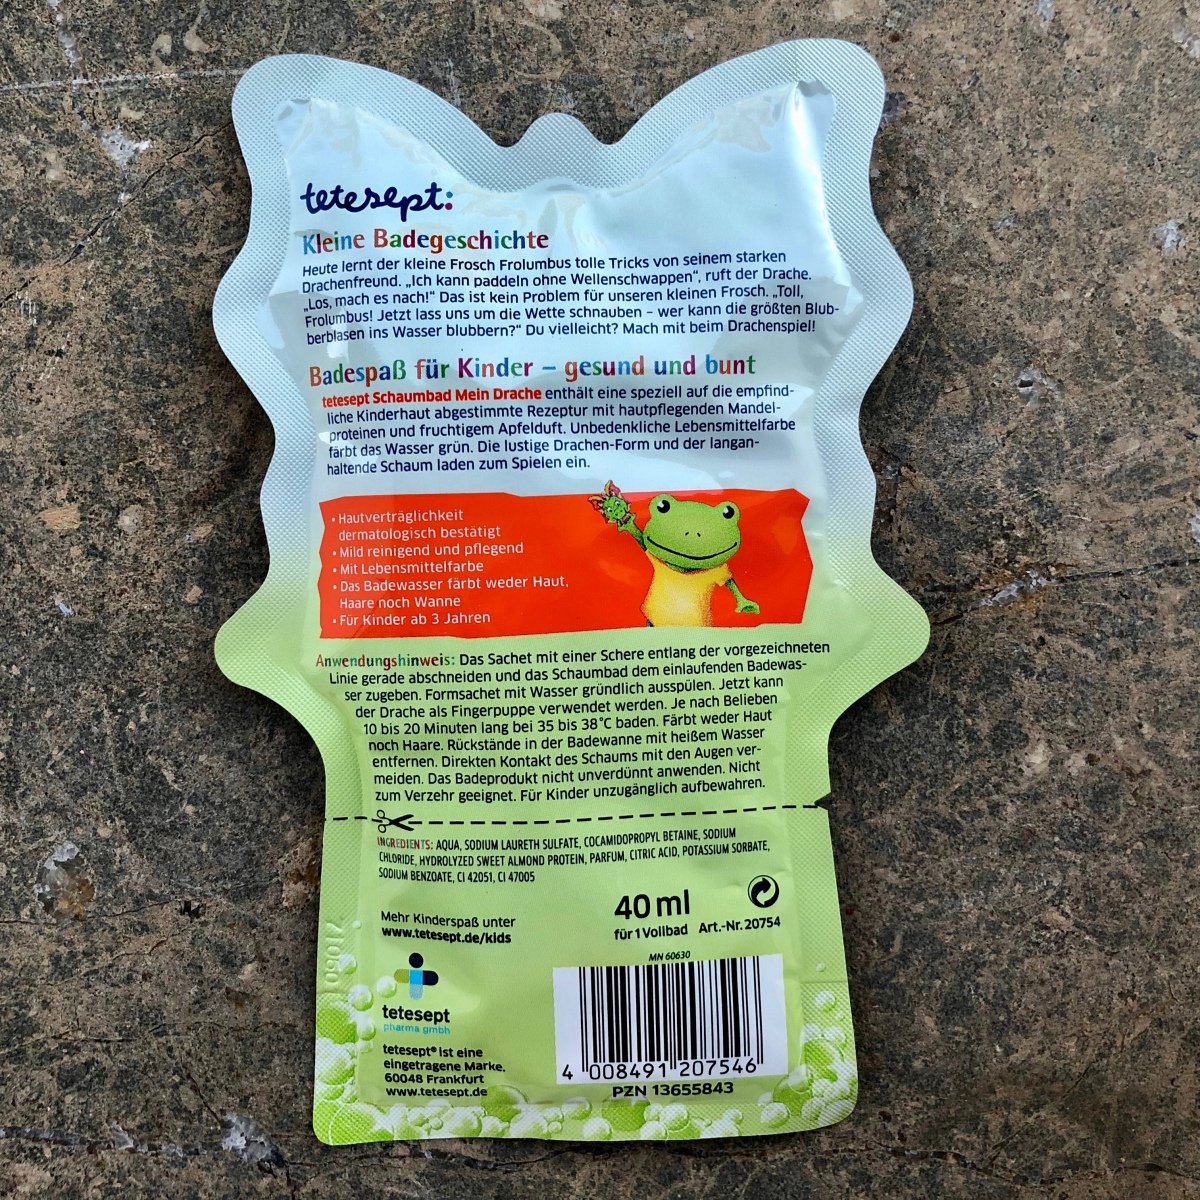 tetesept:
Kleine Badegeschichte
Heute lernt der kleine Frosch Frolumbus tolle Tricks von seinem starken
Drachenfreund. „Ich kann paddeln ohne Wellenschwappen“, ruft der Drache.
„Los, mach es nach!“ Das ist kein Problem für unseren kleinen Frosch. „Toll,
Frolumbus! Jetzt lass uns um die Wette schnauben – wer kann die größten Blub-
berblasen ins Wasser blubbern?“ Du vielleicht? Mach mit beim Drachenspiel!
Badespaß für Kinder – gesund und bunt
tetesept Schaumbad Mein Drache enthält eine speziell auf die empfind-
liche Kinderhaut abgestimmte Rezeptur mit hautpflegenden Mandel-
proteinen und fruchtigem Apfelduft. Unbedenkliche Lebensmittelfarbe
färbt das Wasser grün. Die lustige Drachen-Form und der langan-
haltende Schaum laden zum Spielen ein.
• Hautverträglichkeit
dermatologisch bestätigt
• Mild reinigend und pflegend
• Mit Lebensmittelfarbe
• Das Badewasser färbt weder Haut,
Haare noch Wanne
• Für Kinder ab 3 Jahren
Anwendungshinweis: Das Sachet mit einer Schere entlang der vorgezeichneten
Linie gerade abschneiden und das Schaumbad dem einlaufenden Badewas-
ser zugeben. Formsachet mit Wasser gründlich ausspülen. Jetzt kann
der Drache als Fingerpuppe verwendet werden. Je nach Belieben
10 bis 20 Minuten lang bei 35 bis 38°C baden. Färbt weder Haut
noch Haare. Rückstände in der Badewanne mit heißem Wasser
entfernen. Direkten Kontakt des Schaums mit den Augen ver-
meiden. Das Badeprodukt nicht unverdünnt anwenden. Nicht
zum Verzehr geeignet. Für Kinder unzugänglich aufbewahren.
INGREDIENTS: AQUA, SODIUM LAURETH SULFATE, COCAMIDOPROPYL BETAINE, SODIUM
CHLORIDE, HYDROLYZED SWEET ALMOND PROTEIN, PARFUM, CITRIC ACID, POTASSIUM SORBATE,
SODIUM BENZOATE, CI 42051, CI 47005
40 ml
für 1 Vollbad Art.-Nr. 20754
Mehr Kinderspaß unter
www.tetesept.de/kids
MN 60630
tetesept
pharma gmbh
tetesept® ist eine
eingetragene Marke.
60048 Frankfurt
www.tetesept.de
4 008491 207546
PZN 13655843